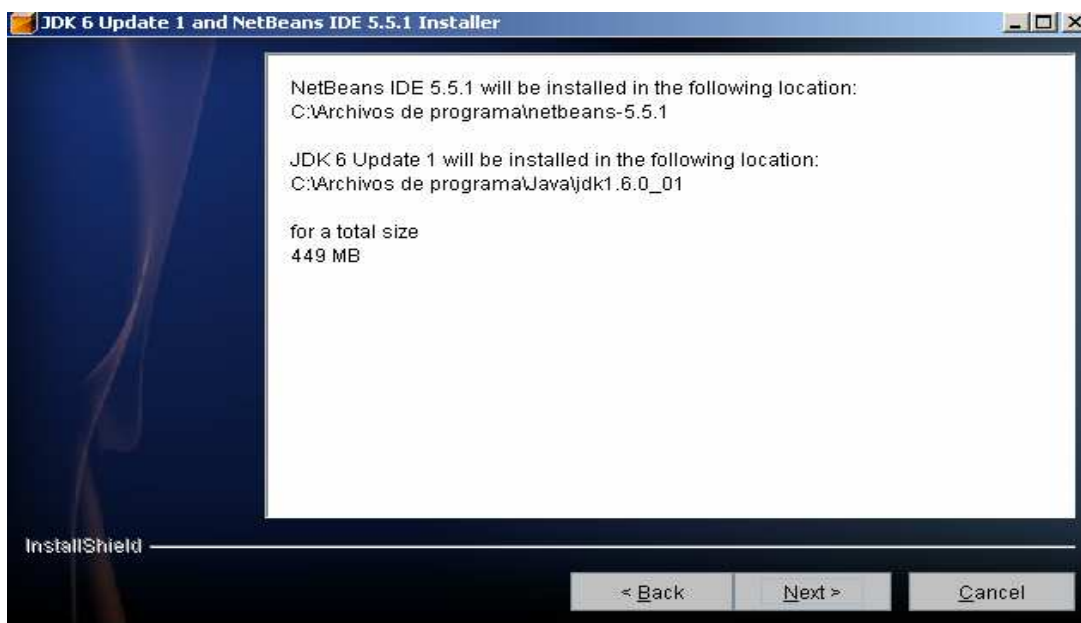 JDK 6 Update 1 and NetBeans IDE 5.5.1 Installer
NetBeans IDE 5.5.1 will be installed in the following location:
C:\Archivos de programa\netbeans-5.5.1
JDK 6 Update 1 will be installed in the following location:
C:\Archivos de programa\Java\jdk1.6.0_01
for a total size
449 MB
InstallShield
< Back
Next >
Cancel